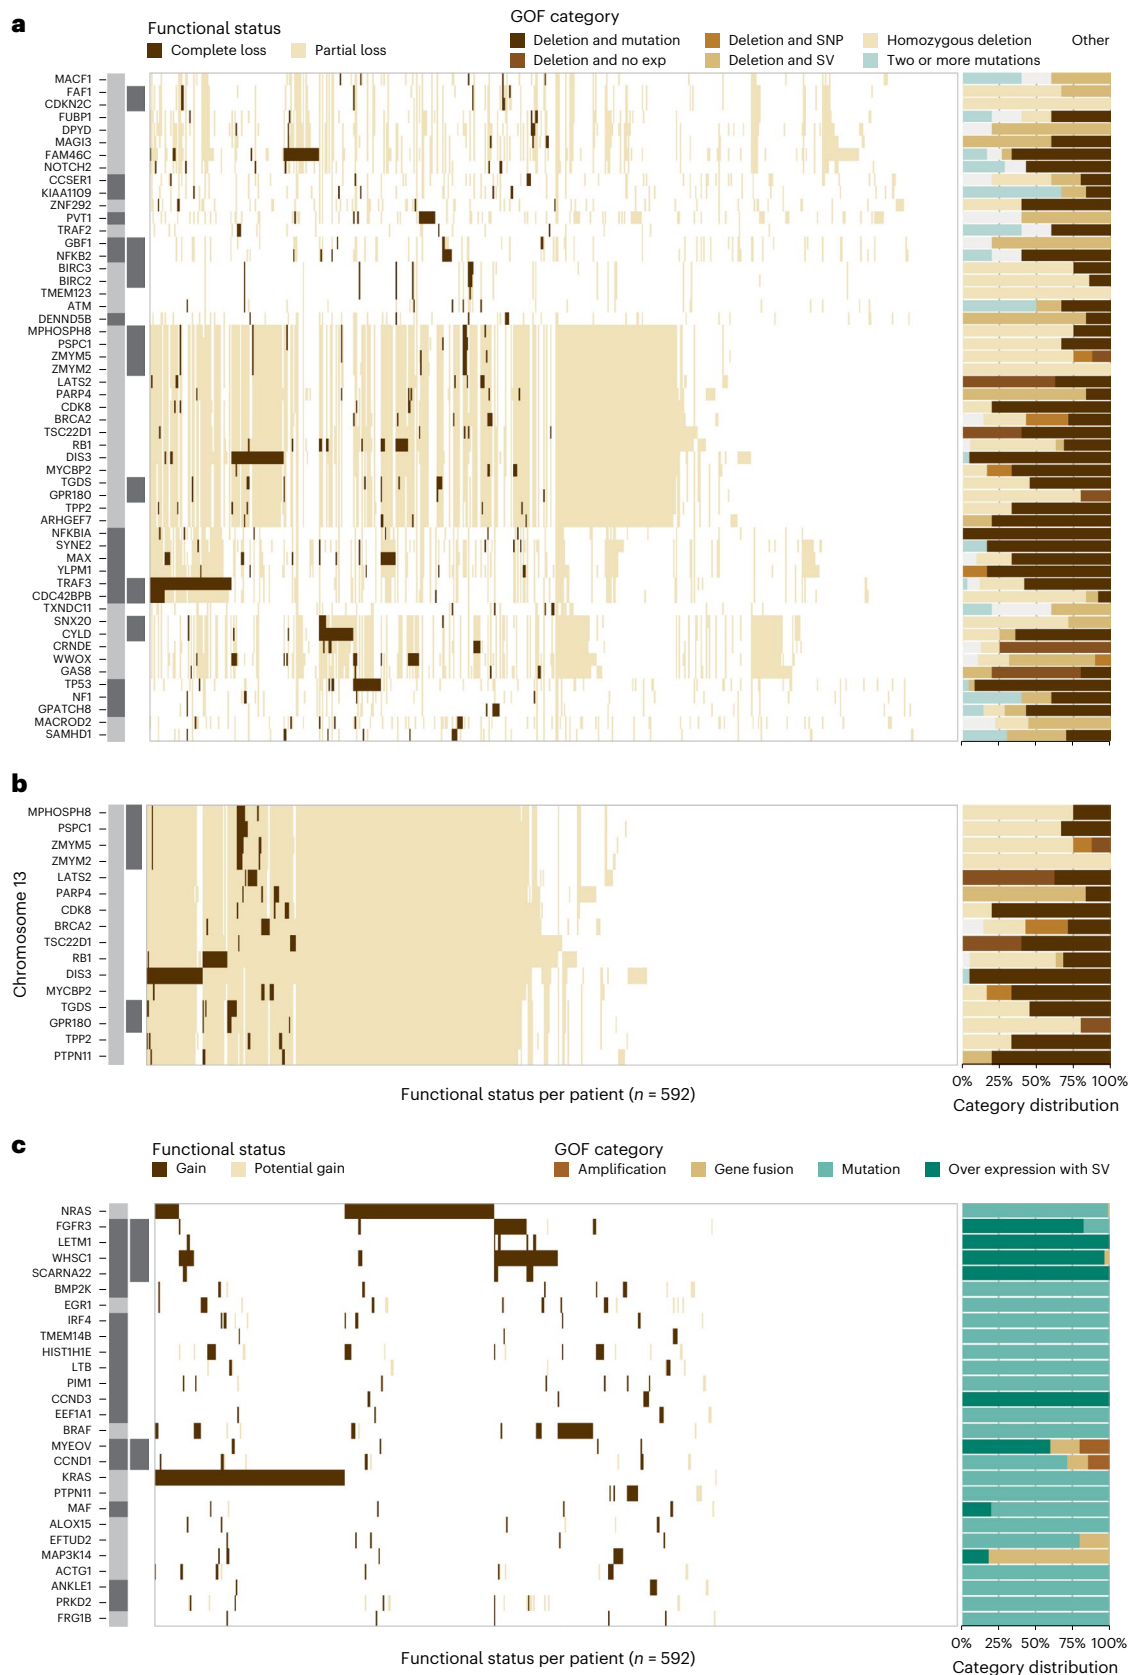 a
Functional status
Complete loss Partial loss
GOF category
Deletion and mutation Deletion and SNP Homozygous deletion Other
Deletion and no exp Deletion and SV Two or more mutations
MACF1
FAF1
CDKN2C
FUBP1
DPYD
MAGI3
FAM46C
NOTCH2
CCSER1
KIAA1109
ZNF292
PVT1
TRAF2
GBF1
NFKB2
BIRC3
BIRC2
TMEM123
ATM
DENND5B
MPHOSPH8
PSPC1
ZMYM5
ZMYM2
LATS2
PARP4
CDK8
BRCA2
TSC22D1
RB1
DIS3
MYCBP2
TGDS
GPR180
TPP2
ARHGEF7
NFKBIA
SYNE2
MAX
YLPM1
TRAF3
CDC42BPB
TXNDC11
SNX20
CYLD
CRNDE
WWOX
GAS8
TP53
NF1
GPATCH8
MACROD2
SAMHD1
b
Chromosome 13
MPHOSPH8
PSPC1
ZMYM5
ZMYM2
LATS2
PARP4
CDK8
BRCA2
TSC22D1
RB1
DIS3
MYCBP2
TGDS
GPR180
TPP2
PTPN11
0% 25% 50% 75% 100%
Functional status per patient (n = 592)
Category distribution
c
Functional status
Gain Potential gain
GOF category
Amplification Gene fusion Mutation Over expression with SV
NRAS
FGFR3
LETM1
WHSC1
SCARNA22
BMP2K
EGR1
IRF4
TMEM14B
HIST1H1E
LTB
PIM1
CCND3
EEF1A1
BRAF
MYEOV
CCND1
KRAS
PTPN11
MAF
ALOX15
EFTUD2
MAP3K14
ACTG1
ANKLE1
PRKD2
FRG1B
0% 25% 50% 75% 100%
Functional status per patient (n = 592)
Category distribution